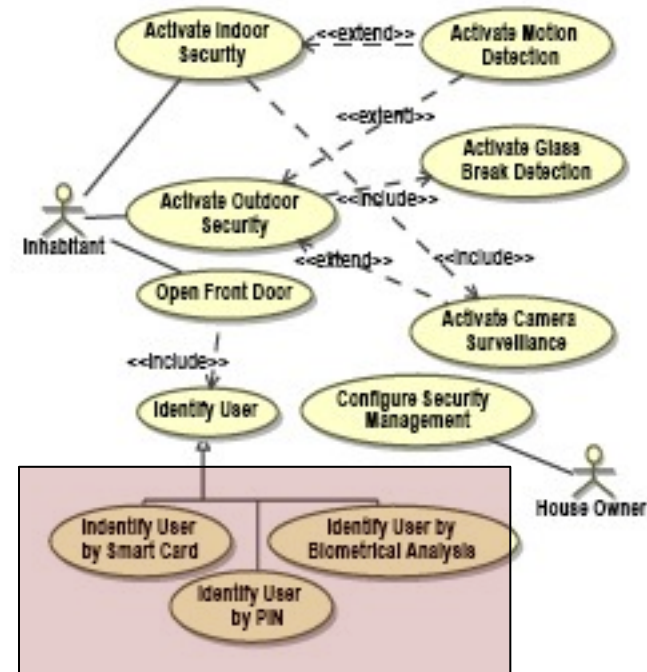 Activate Indoor
Security
<<extend>>
Activate Motion
Detection
<<extend>>
Activate Glass
Break Detection
Activate Outdoor
Security
<<include>>
Inhabitant
<<extend>>
<<include>>
Open Front Door
Activate Camera
Surveillance
<<include>>
Identify User
Configure Security
Management
House Owner
Indentify User
by Smart Card
Identify User by
Biometrical Analysis
Identify User
by PIN